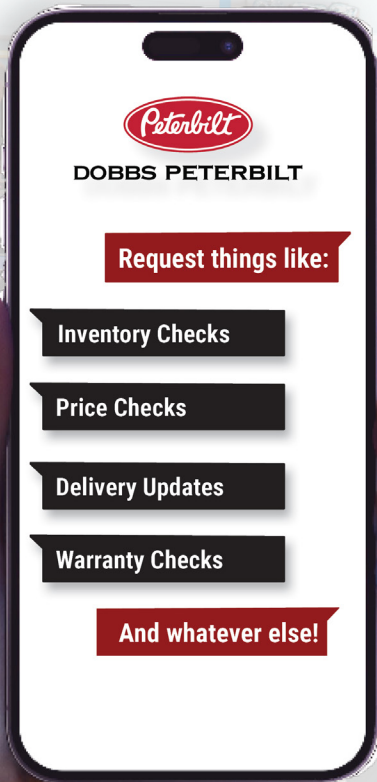 Peterbilt
DOBBS PETERBILT
Request things like:
Inventory Checks
Price Checks
Delivery Updates
Warranty Checks
And whatever else!